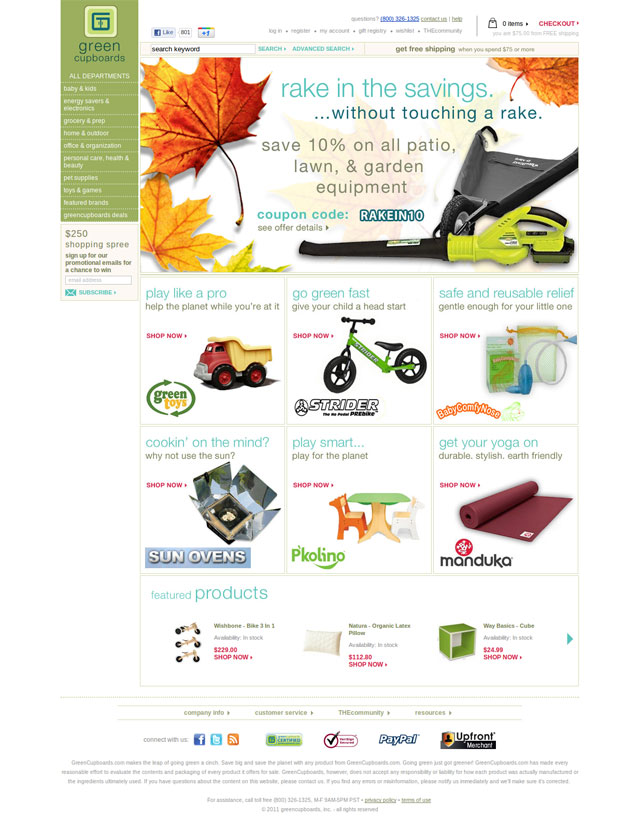 green
cupboards
questions? (800) 326-1325 contact us | help
0 items
CHECKOUT
Like 801
+1
log in register my account gift registry wishlist THEcommunity
you are $75.00 from FREE shipping
search keyword
SEARCH
ADVANCED SEARCH
get free shipping when you spend $75 or more
ALL DEPARTMENTS
baby & kids
energy savers &
electronics
grocery & prep
home & outdoor
office & organization
personal care, health &
beauty
pet supplies
toys & games
featured brands
greencupboards deals
$250
shopping spree
sign up for our
promotional emails for
a chance to win
email address
SUBSCRIBE
rake in the savings.
...without touching a rake.
save 10% on all patio,
lawn, & garden
equipment
coupon code: RAKEIN10
see offer details
play like a pro
help the planet while you're at it
SHOP NOW
green
toys
go green fast
give your child a head start
SHOP NOW
STRIDER
STRIDER
The No Pedal PREbike
safe and reusable relief
gentle enough for your little one
SHOP NOW
BabyComfyNose
cookin' on the mind?
why not use the sun?
SHOP NOW
SUN OVENS
play smart...
play for the planet
SHOP NOW
Pkolino
get your yoga on
durable. stylish. earth friendly
SHOP NOW
manduka
featured products
Wishbone - Bike 3 In 1
Availability: In stock
$229.00
SHOP NOW
Natura - Organic Latex
Pillow
Availability: In stock
$112.80
SHOP NOW
Way Basics - Cube
Availability: In stock
$24.99
SHOP NOW
company info
customer service
THEcommunity
resources
connect with us:
CERTIFIED
PayPal
Upfront
Merchant
GreenCupboards.com makes the leap of going green a cinch. Save big and save the planet with any product from GreenCupboards.com. Going green just got greener! GreenCupboards.com has made every
reasonable effort to evaluate the contents and packaging of every product it offers for sale. GreenCupboards, however, does not accept any responsibility or liability for how each product was actually manufactured or
the ingredients ultimately used. If you have questions about the content on this website, please contact us. If you find any errors or misinformation, please notify us immediately and we'll make sure it's corrected.
For assistance, call toll free (800) 326-1325, M-F 9AM-5PM PST • privacy policy • terms of use
© 2011 greencupboards, inc. - all rights reserved